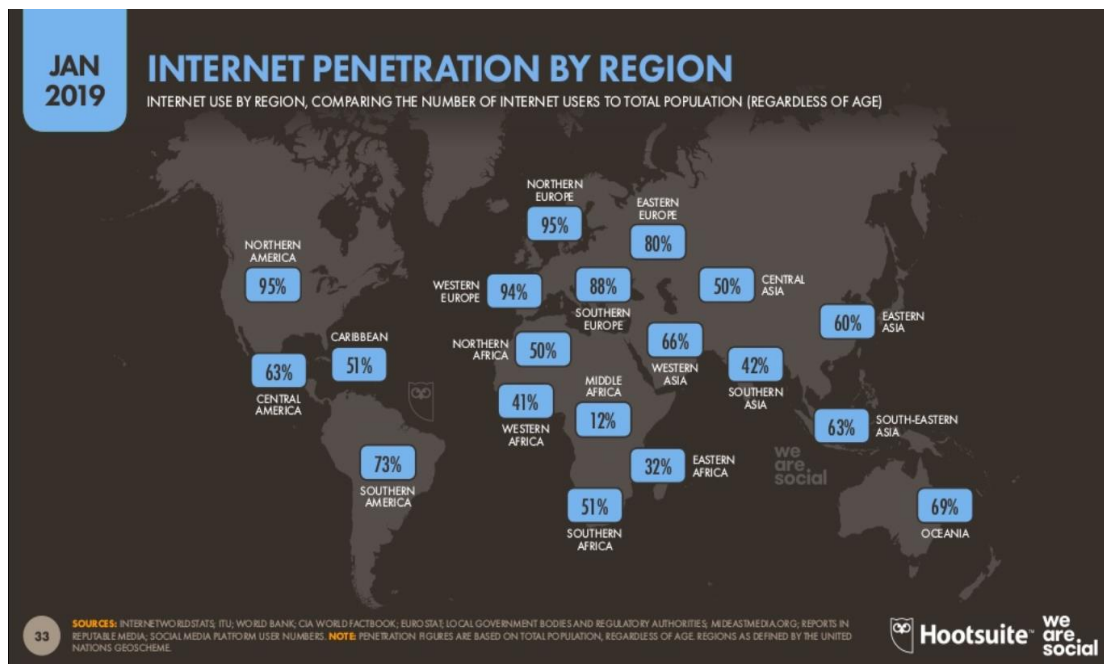 JAN
2019
INTERNET PENETRATION BY REGION
INTERNET USE BY REGION, COMPARING THE NUMBER OF INTERNET USERS TO TOTAL POPULATION (REGARDLESS OF AGE)
NORTHERN
EUROPE
95%
EASTERN
EUROPE
80%
NORTHERN
AMERICA
95%
WESTERN
EUROPE
94%
88%
SOUTHERN
EUROPE
50%
CENTRAL
ASIA
60%
EASTERN
ASIA
CARIBBEAN
51%
NORTHERN
AFRICA
50%
66%
WESTERN
ASIA
42%
SOUTHERN
ASIA
63%
CENTRAL
AMERICA
41%
WESTERN
AFRICA
MIDDLE
AFRICA
12%
63%
SOUTH-EASTERN
ASIA
73%
SOUTHERN
AMERICA
32%
EASTERN
AFRICA
we
are
social
51%
SOUTHERN
AFRICA
69%
OCEANIA
33
SOURCES: INTERNETWORLDSTATS; ITU; WORLD BANK; CIA WORLD FACTBOOK; EUROSTAT; LOCAL GOVERNMENT BODIES AND REGULATORY AUTHORITIES; MIDEASTMEDIA.ORG; REPORTS IN
REPUTABLE MEDIA; SOCIAL MEDIA PLATFORM USER NUMBERS. NOTE: PENETRATION FIGURES ARE BASED ON TOTAL POPULATION, REGARDLESS OF AGE. REGIONS AS DEFINED BY THE UNITED
NATIONS GEOSCHEME.
Hootsuite™
we
are
social